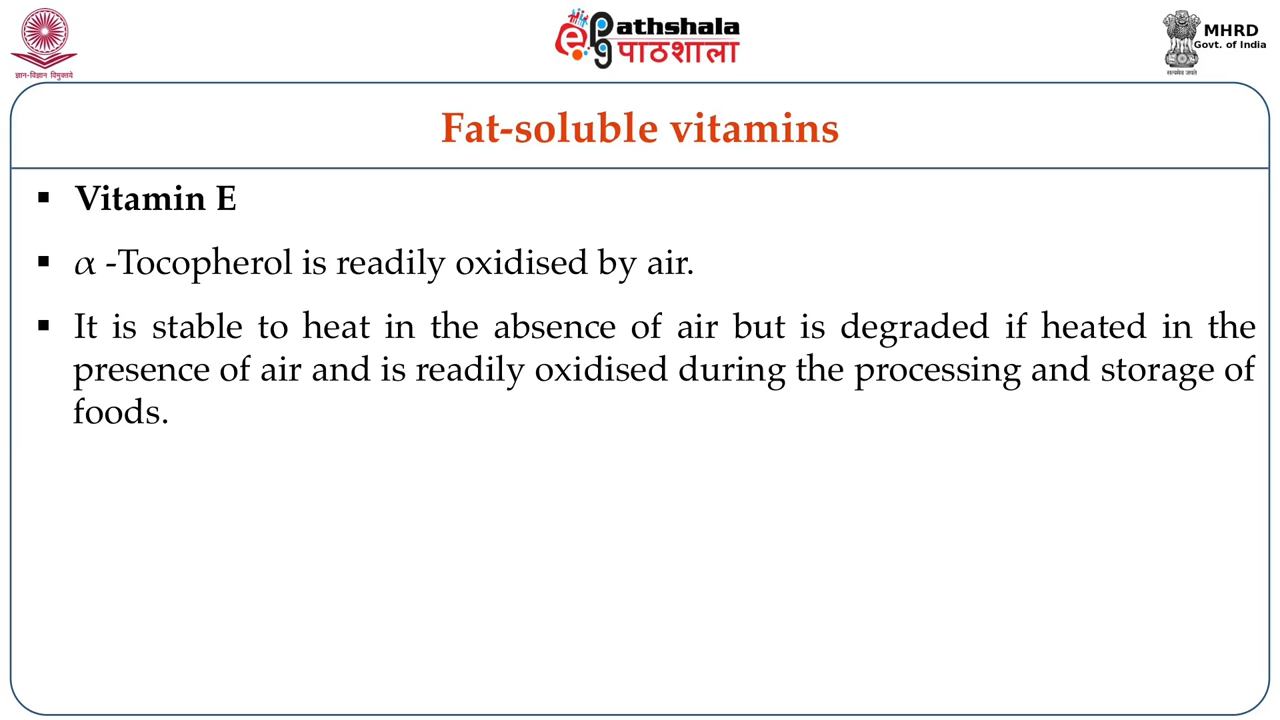 ज्ञान-विज्ञान विमुक्तये
e pg Pathshala
पाठशाला
MHRD
Govt. of India
सत्यमेव जयते
Fat-soluble vitamins
▪ Vitamin E
▪ α -Tocopherol is readily oxidised by air.
▪ It is stable to heat in the absence of air but is degraded if heated in the
presence of air and is readily oxidised during the processing and storage of
foods.